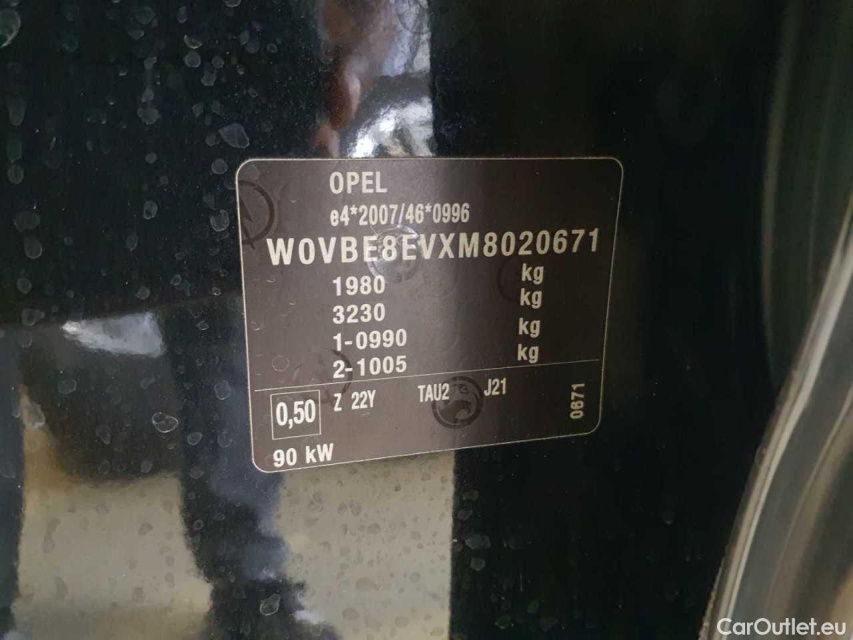 OPEL
e4*2007/46*0996
W0VBE8EVXM8020671
1980 kg
3230 kg
1-0990 kg
2-1005 kg
0,50 Z 22Y TAU2 J21 0671
90 kW
CarOutlet.eu